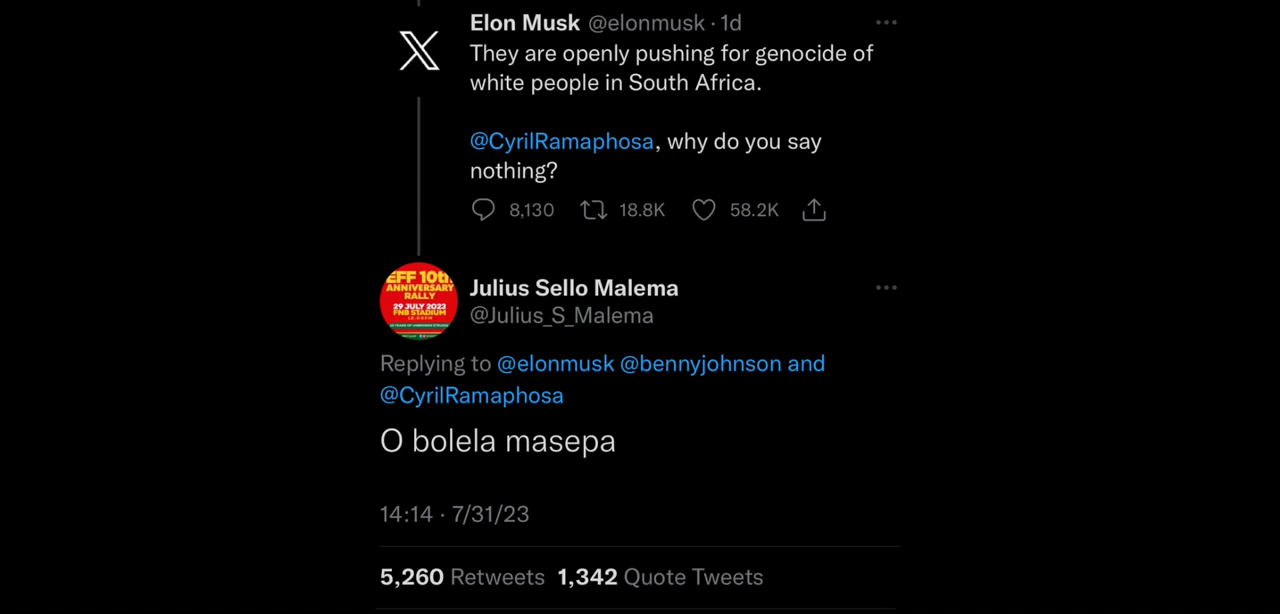 Elon Musk @elonmusk · 1d
They are openly pushing for genocide of
white people in South Africa.
@CyrilRamaphosa, why do you say
nothing?
8,130 18.8K 58.2K
EFF 10th
ANNIVERSARY
RALLY
29 JULY 2023
FNB STADIUM
Julius Sello Malema
@Julius_S_Malema
Replying to @elonmusk @bennyjohnson and
@CyrilRamaphosa
O bolela masepa
14:14 · 7/31/23
5,260 Retweets 1,342 Quote Tweets